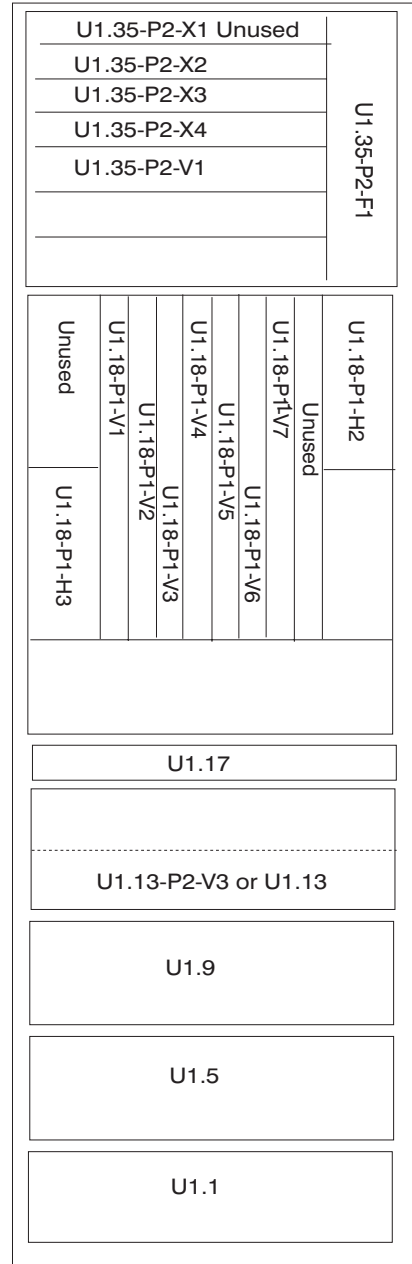 U1.35-P2-X1 Unused
U1.35-P2-X2
U1.35-P2-X3
U1.35-P2-X4
U1.35-P2-V1
U1.35-P2-F1
Unused
U1.18-P1-H3
U1.18-P1-V1
U1.18-P1-V2
U1.18-P1-V3
U1.18-P1-V4
U1.18-P1-V5
U1.18-P1-V6
U1.18-P1-V7
Unused
U1.18-P1-H2
U1.17
U1.13-P2-V3 or U1.13
U1.9
U1.5
U1.1